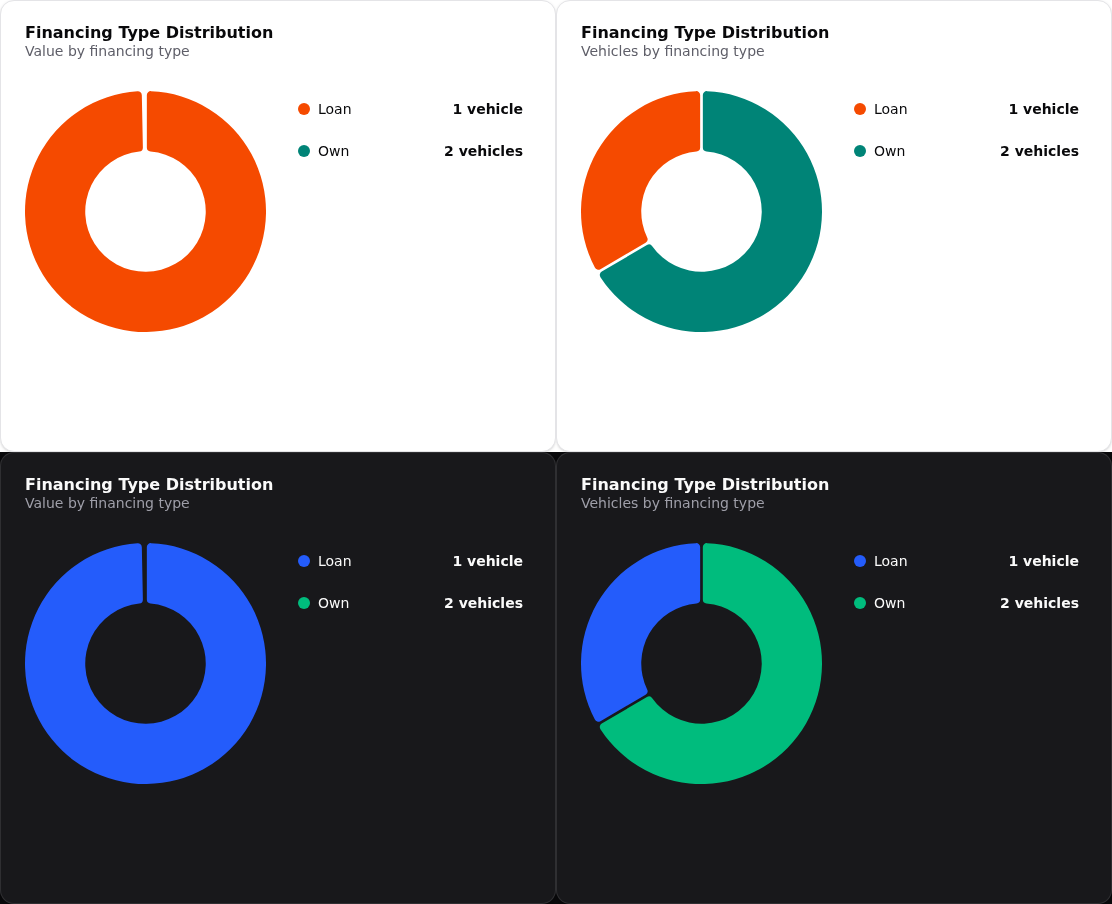 Financing Type Distribution
Value by financing type
Loan 1 vehicle
Own 2 vehicles
Financing Type Distribution
Vehicles by financing type
Loan 1 vehicle
Own 2 vehicles
Financing Type Distribution
Value by financing type
Loan 1 vehicle
Own 2 vehicles
Financing Type Distribution
Vehicles by financing type
Loan 1 vehicle
Own 2 vehicles